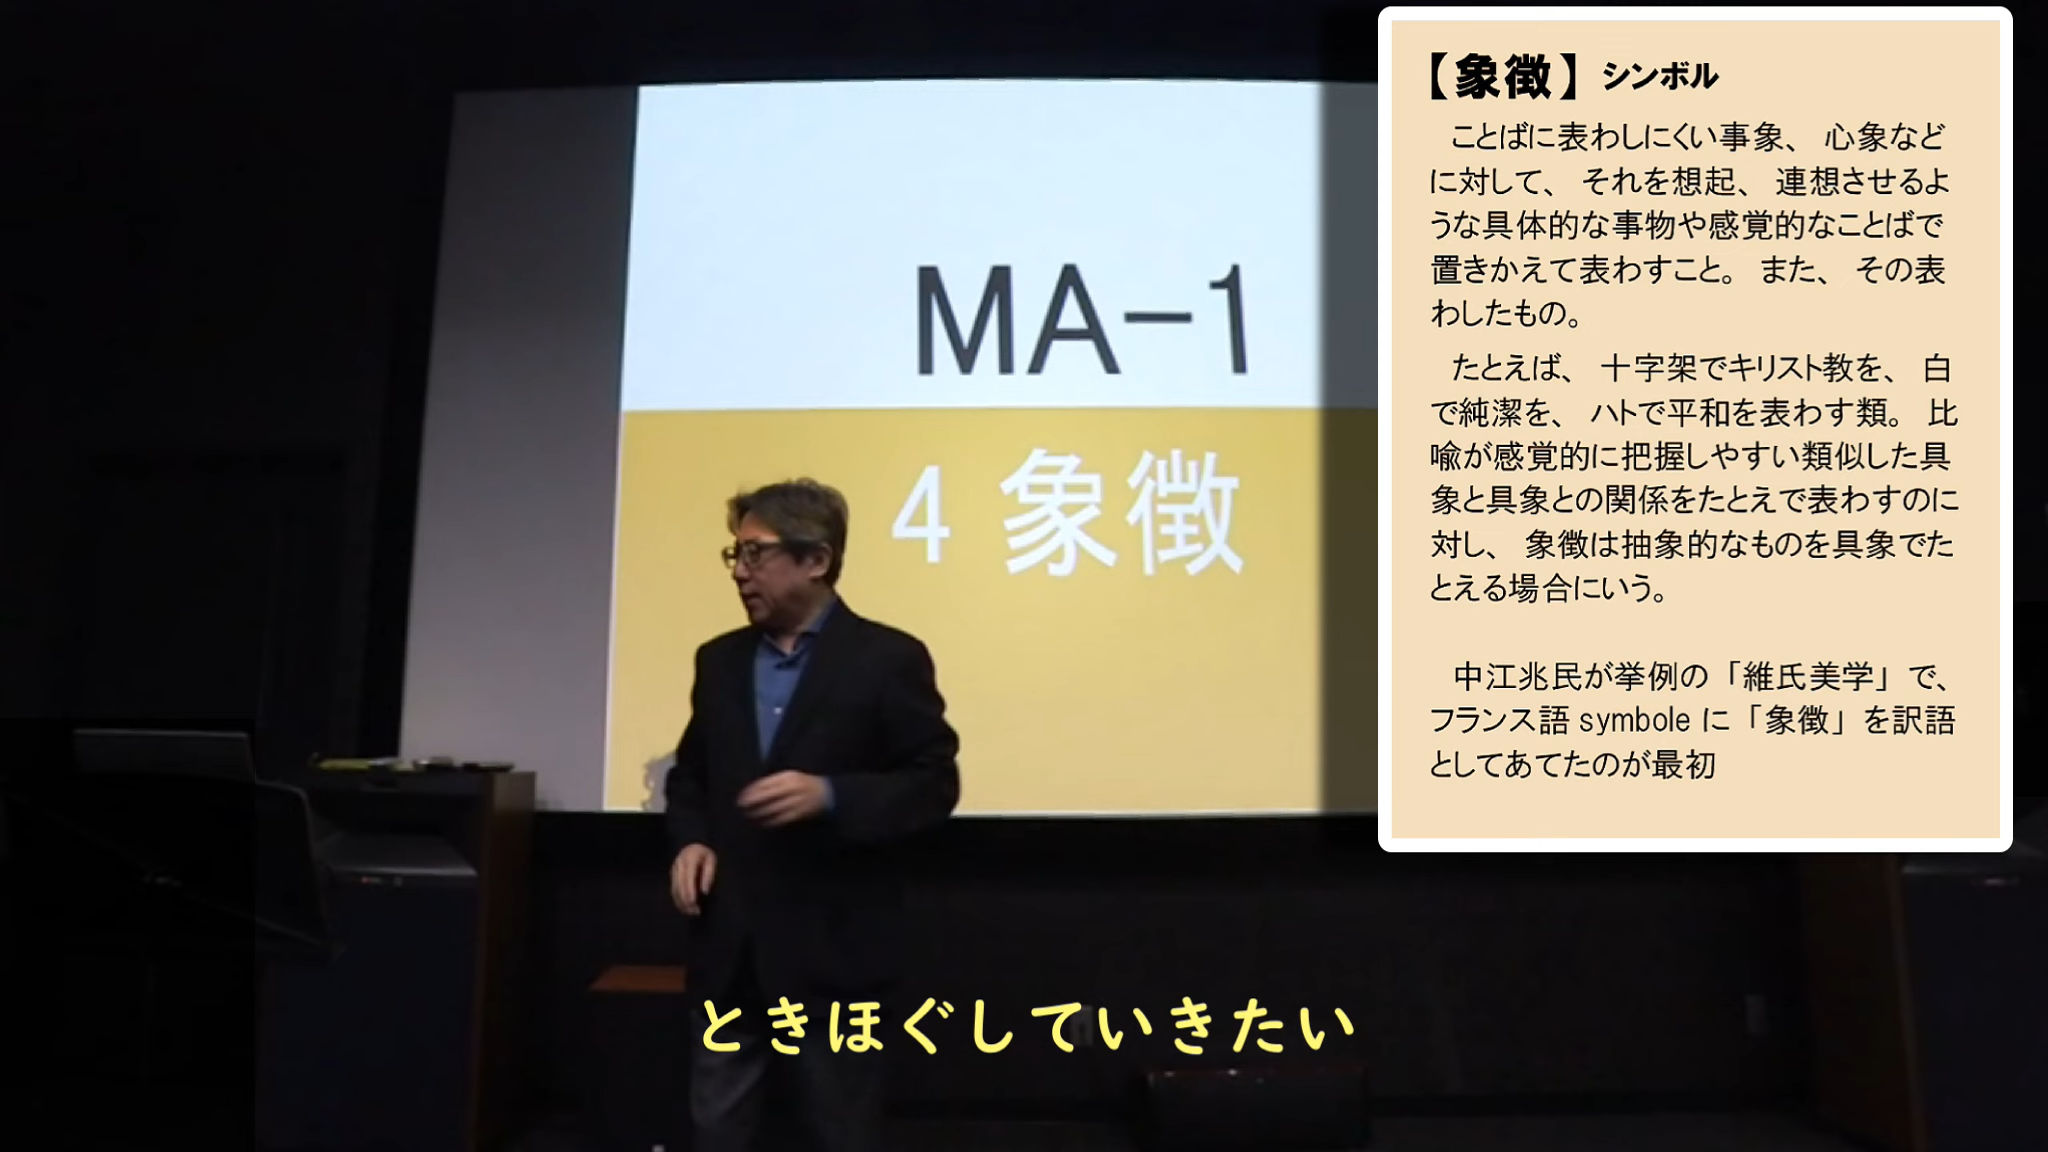 MA-1
4 象徴
【象徴】シンボル
ことばに表わしにくい事象、心象など
に対して、それを想起、連想させるよ
うな具体的な事物や感覚的なことばで
置きかえて表わすこと。また、その表
わしたもの。
たとえば、十字架でキリスト教を、白
で純潔を、ハトで平和を表わす類。比
喩が感覚的に把握しやすい類似した具
象と具象との関係をたとえで表わすのに
対し、象徴は抽象的なものを具象でた
とえる場合にいう。
中江兆民が挙例の「維氏美学」で、
フランス語 symbole に「象徴」を訳語
としてあてたのが最初
ときほぐしていきたい